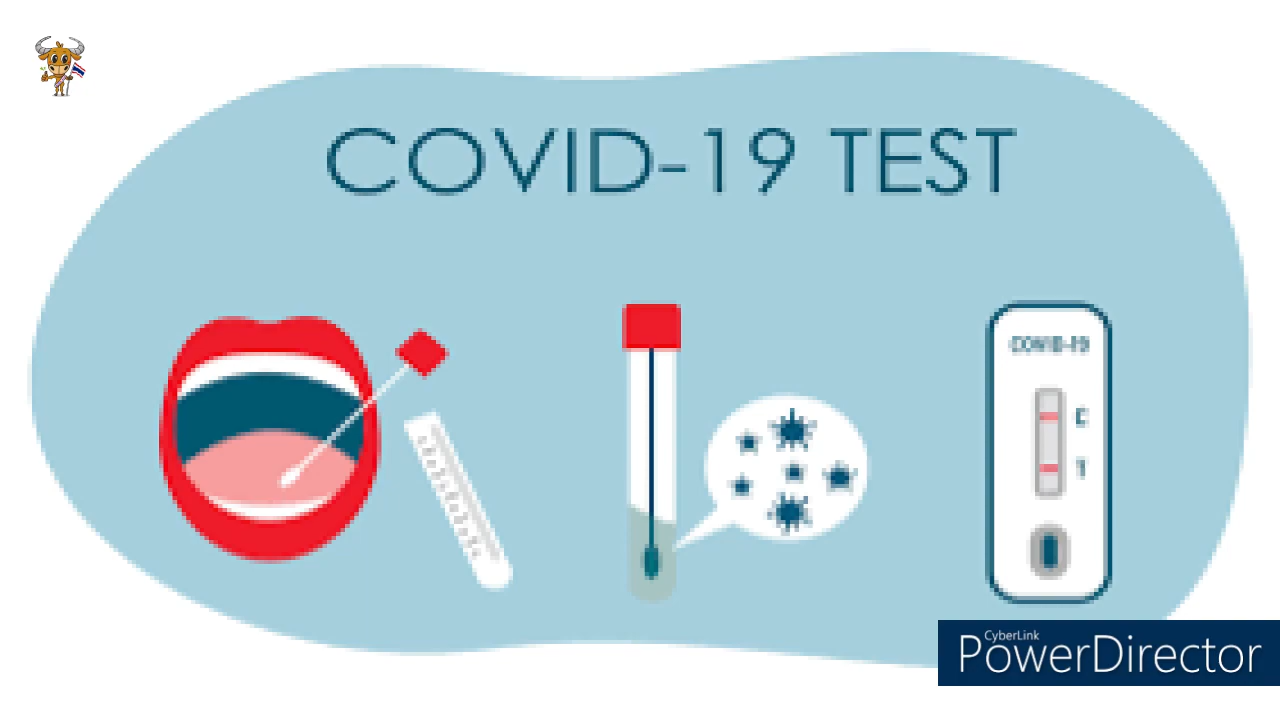 COVID-19 TEST
COVID-19
C
T
CyberLink
PowerDirector